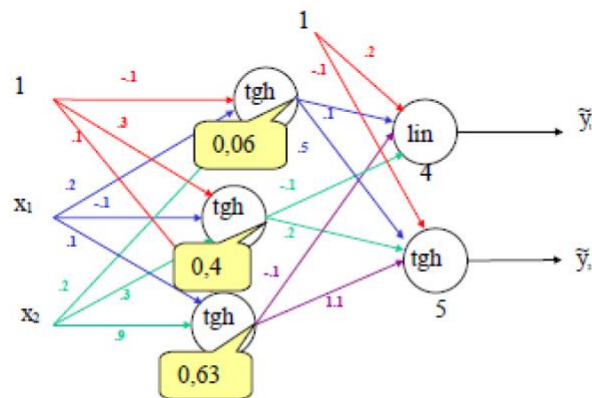 1
1
-.1
.2
-.1
tgh
.3
.1
.1
lin
ỹ
0,06
.5
4
.2
x₁
-.1
tgh
-.1
.2
.1
tgh
ỹ
0,4
.2
.3
-.1
5
x₂
tgh
1.1
.9
0,63